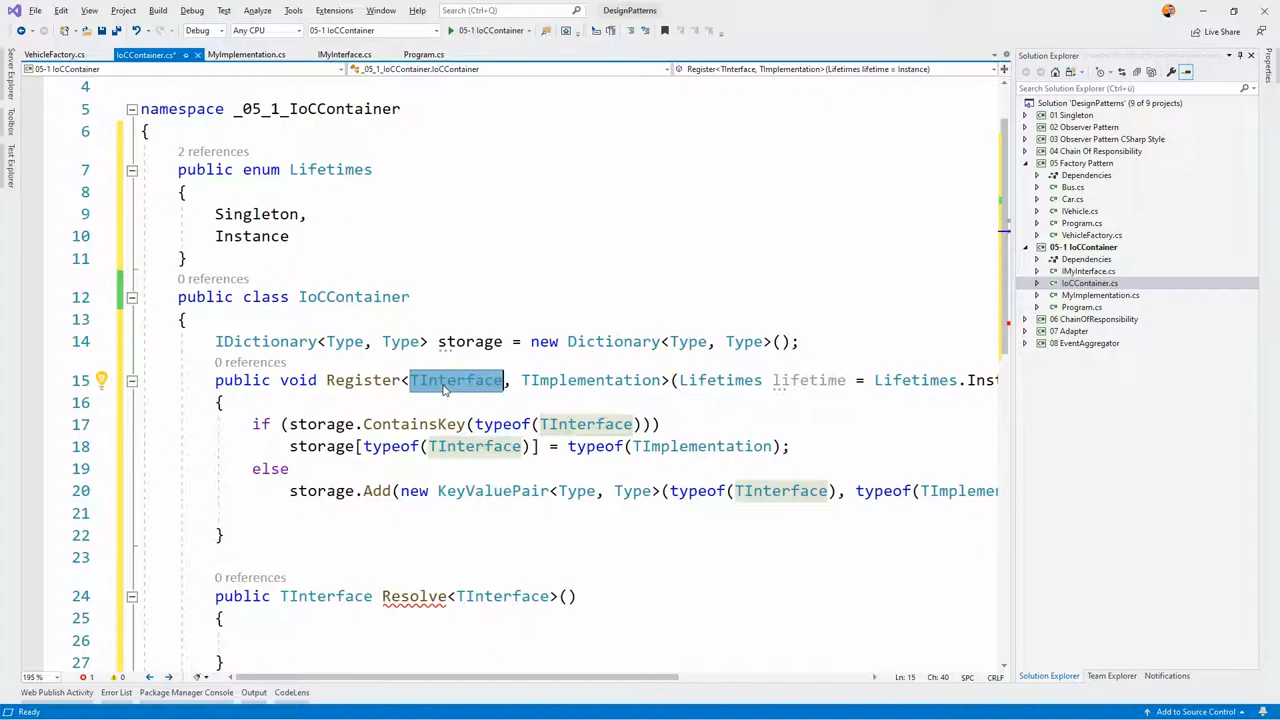 File Edit View Project Build Debug Test Analyze Tools Extensions Window Help Search (Ctrl+Q) DesignPatterns
Debug Any CPU 05-1 IoCContainer 05-1 IoCContainer Live Share
VehicleFactory.cs IoCContainer.cs* MyImplementation.cs IMyInterface.cs Program.cs
05-1 IoCContainer _05_1_IoCContainer.IoCContainer Register<TInterface, TImplementation>(Lifetimes lifetime = Instance)
Server Explorer
Toolbox
Test Explorer
4
5 namespace _05_1_IoCContainer
6 {
2 references
7 public enum Lifetimes
8 {
9 Singleton,
10 Instance
11 }
0 references
12 public class IoCContainer
13 {
14 IDictionary<Type, Type> storage = new Dictionary<Type, Type>();
0 references
15 public void Register<TInterface, TImplementation>(Lifetimes lifetime = Lifetimes.Inst
16 {
17 if (storage.ContainsKey(typeof(TInterface)))
18 storage[typeof(TInterface)] = typeof(TImplementation);
19 else
20 storage.Add(new KeyValuePair<Type, Type>(typeof(TInterface), typeof(TImplemen
21
22 }
23
0 references
24 public TInterface Resolve<TInterface>()
25 {
26
27 }
195 % 1 0 Ln: 15 Ch: 40 SPC CRLF
Solution Explorer
Search Solution Explorer (Ctrl+ü)
Solution 'DesignPatterns' (9 of 9 projects)
01 Singleton
02 Observer Pattern
03 Observer Pattern CSharp Style
04 Chain Of Responsibility
05 Factory Pattern
Dependencies
Bus.cs
Car.cs
IVehicle.cs
Program.cs
VehicleFactory.cs
05-1 IoCContainer
Dependencies
IMyInterface.cs
IoCContainer.cs
MyImplementation.cs
Program.cs
06 ChainOfResponsibility
07 Adapter
08 EventAggregator
Solution Explorer Team Explorer Notifications
Properties
Web Publish Activity Error List Package Manager Console Output CodeLens
Ready Add to Source Control